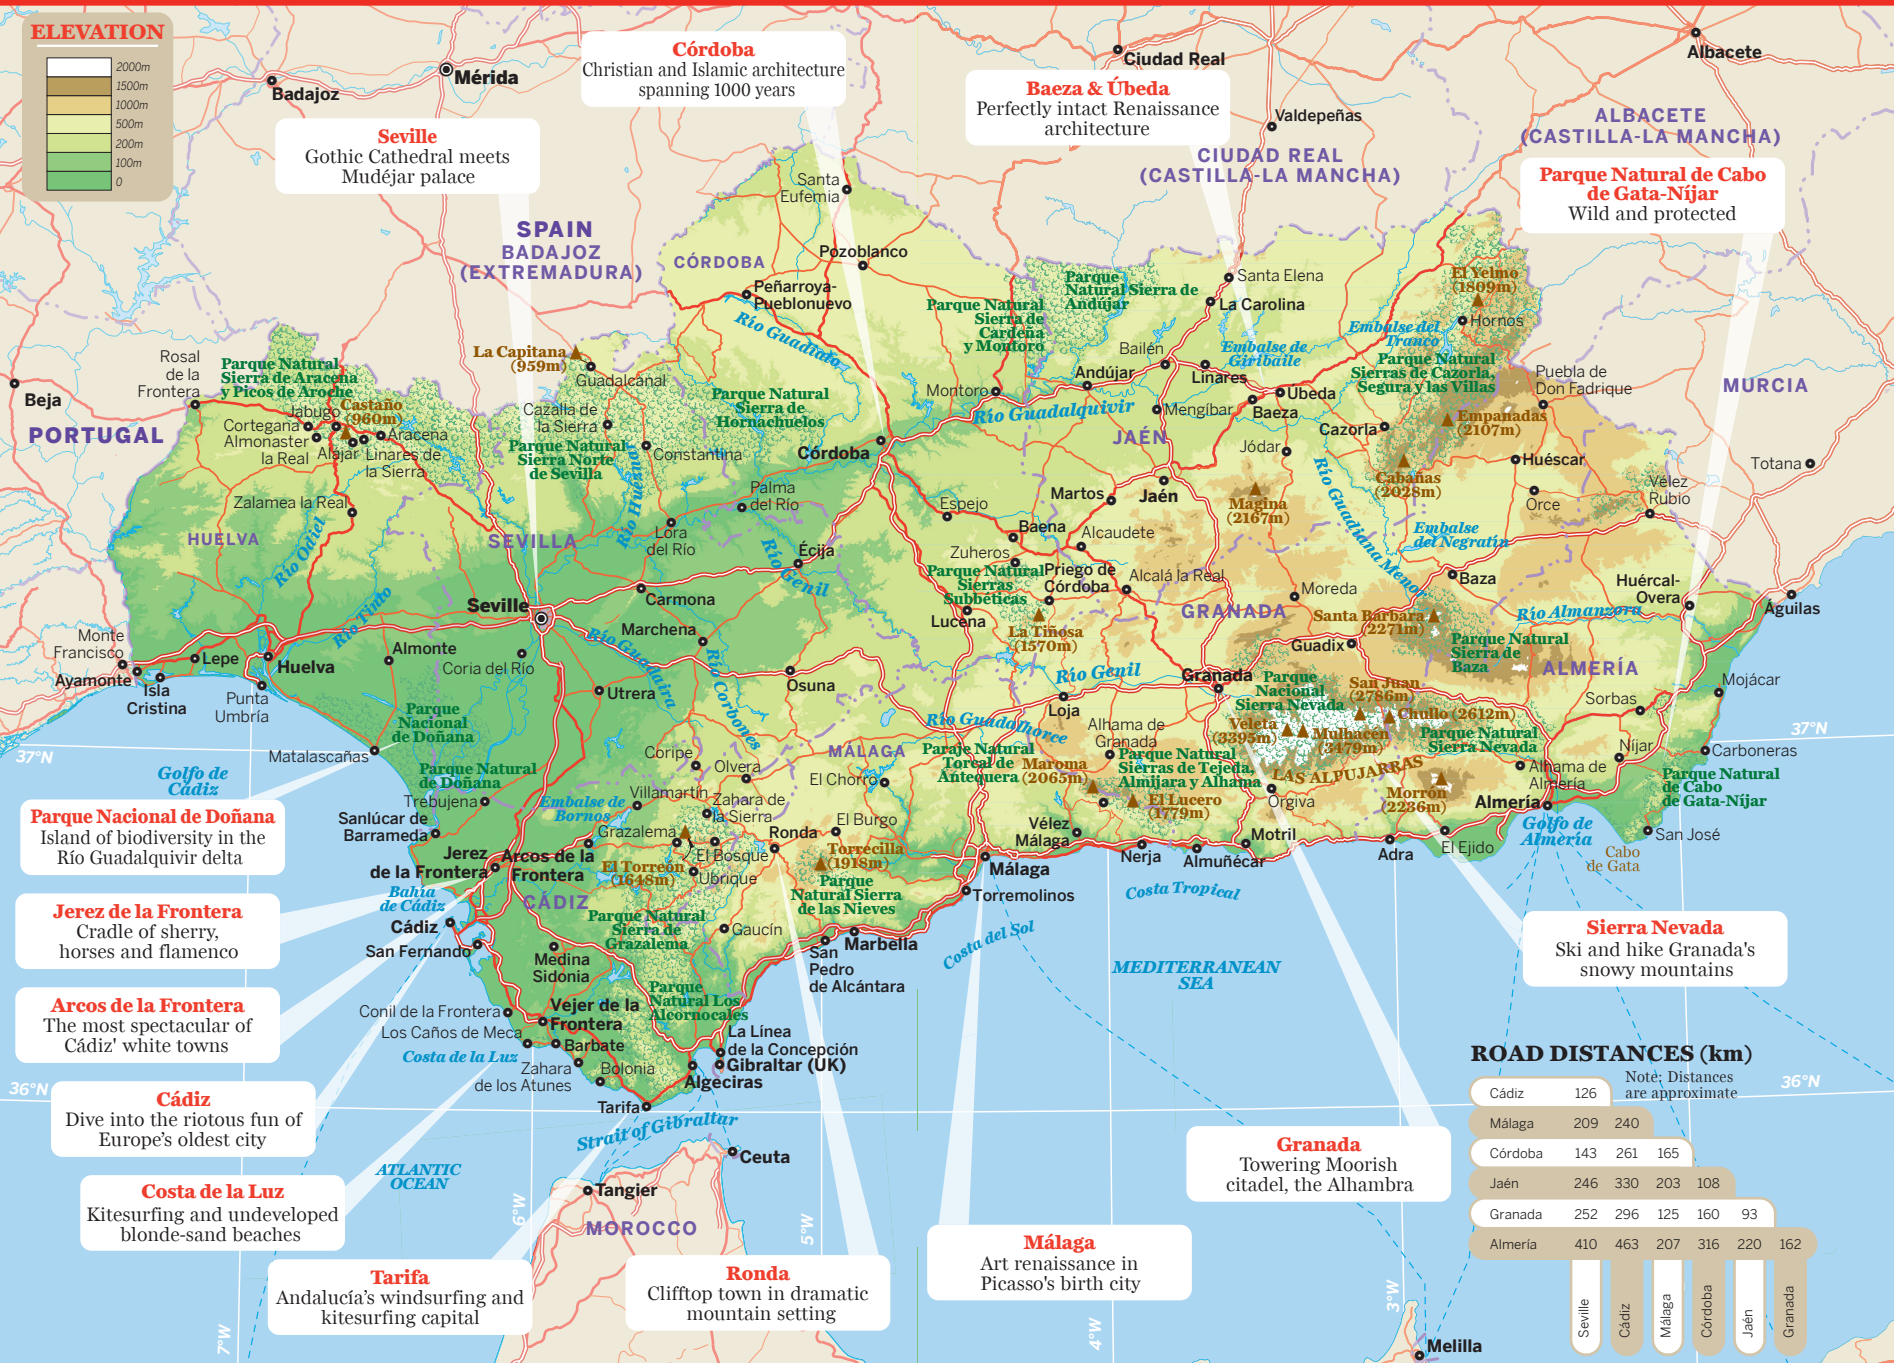 ELEVATION
2000m
1500m
1000m
500m
200m
100m
0
Córdoba
Christian and Islamic architecture
spanning 1000 years
Seville
Gothic Cathedral meets
Mudéjar palace
Baeza & Úbeda
Perfectly intact Renaissance
architecture
Parque Natural de Cabo
de Gata-Níjar
Wild and protected
Badajoz
Mérida
Ciudad Real
Albacete
Valdepeñas
ALBACETE
(CASTILLA-LA MANCHA)
CIUDAD REAL
(CASTILLA-LA MANCHA)
SPAIN
BADAJOZ
(EXTREMADURA)
CÓRDOBA
Santa
Eufemia
Pozoblanco
Peñarroya-
Pueblonuevo
Río Guadiato
Parque Natural
Sierra de
Cardeña
y Montoro
Parque
Natural Sierra de
Andújar
Santa Elena
La Carolina
Embalse de
Giribaile
Embalse del
Tranco
El Yelmo
(1809m)
Hornos
Parque Natural
Sierras de Cazorla,
Segura y las Villas
Puebla de
Don Fadrique
MURCIA
Beja
PORTUGAL
Rosal
de la
Frontera
Parque Natural
Sierra de Aracena
y Picos de Aroche
Jabugo
Castaño
(960m)
Cortegana
Almonaster
la Real
Alájar
Aracena
Linares de
la Sierra
La Capitana
(959m)
Guadalcanal
Cazalla de
la Sierra
Parque Natural
Sierra Norte
de Sevilla
Constantina
Río Huéznar
Parque Natural
Sierra de
Hornachuelos
Córdoba
Montoro
Andújar
Bailén
Linares
Río Guadalquivir
Mengíbar
Úbeda
Baeza
JAÉN
Jódar
Cazorla
Empanadas
(2107m)
Cabañas
(2028m)
Huéscar
Orce
Totana
Vélez
Rubio
Zalamea la Real
HUELVA
Río Odiel
SEVILLA
Palma
del Río
Lora
del Río
Écija
Río Genil
Espejo
Martos
Jaén
Magina
(2167m)
Río Guadiana Menor
Embalse
del Negratín
Baena
Alcaudete
Zuheros
Parque Natural
Sierras
Subbéticas
Priego de
Córdoba
Alcalá la Real
Moreda
Baza
Huércal-
Overa
Águilas
Río Almanzora
Seville
Carmona
Marchena
Lucena
La Tiñosa
(1570m)
GRANADA
Santa Bárbara
(2271m)
Guadix
Parque Natural
Sierra de
Baza
ALMERÍA
Río Tinto
Monte
Francisco
Ayamonte
Lepe
Isla
Cristina
Huelva
Punta
Umbría
Almonte
Coria del Río
Río Guadaira
Río Corbones
Utrera
Osuna
Río Genil
Loja
Granada
Parque
Nacional
Sierra Nevada
San Juan
(2786m)
Chullo (2612m)
Veleta
(3395m)
Mulhacén
(3479m)
Parque Natural
Sierra Nevada
Sorbas
Mojácar
37°N
Matalascañas
Parque
Nacional
de Doñana
Parque Natural
de Doñana
Río Guadalhorce
MÁLAGA
Coripe
Olvera
El Chorro
Paraje Natural
Torcal de
Antequera
Alhama de
Granada
Maroma
(2065m)
Parque Natural
Sierras de Tejeda,
Almijara y Alhama
El Lucero
(1779m)
LAS ALPUJARRAS
Órgiva
Morrón
(2236m)
Alhama de
Almería
Níjar
Carboneras
37°N
Parque Natural
de Cabo
de Gata-Níjar
Golfo de
Cádiz
Trebujena
Embalse de
Bornos
Villamartín
Zahara de
la Sierra
Sanlúcar de
Barrameda
Grazalema
Ronda
El Burgo
Vélez
Málaga
Motril
Almería
Golfo de
Almería
San José
Cabo
de Gata
Jerez
de la Frontera
Arcos de la
Frontera
El Torreón
(1648m)
El Bosque
Ubrique
Torrecilla
(1918m)
Parque
Natural Sierra
de las Nieves
Málaga
Nerja
Almuñécar
Adra
El Ejido
Costa Tropical
Torremolinos
Costa del Sol
Bahía
de Cádiz
CÁDIZ
Cádiz
San Fernando
Parque Natural
Sierra de
Grazalema
Gaucín
Marbella
San
Pedro
de Alcántara
Medina
Sidonia
MEDITERRANEAN
SEA
Conil de la Frontera
Vejer de la
Frontera
Parque
Natural Los
Alcornocales
Los Caños de Meca
Barbate
La Línea
de la Concepción
Gibraltar (UK)
Costa de la Luz
Zahara
de los Atunes
Bolonia
Algeciras
Tarifa
Strait of Gibraltar
36°N
36°N
ATLANTIC
OCEAN
Ceuta
Tangier
MOROCCO
Melilla
7°W
6°W
5°W
4°W
3°W
Parque Nacional de Doñana
Island of biodiversity in the
Río Guadalquivir delta
Jerez de la Frontera
Cradle of sherry,
horses and flamenco
Arcos de la Frontera
The most spectacular of
Cádiz' white towns
Cádiz
Dive into the riotous fun of
Europe's oldest city
Costa de la Luz
Kitesurfing and undeveloped
blonde-sand beaches
Tarifa
Andalucía's windsurfing and
kitesurfing capital
Ronda
Clifftop town in dramatic
mountain setting
Málaga
Art renaissance in
Picasso's birth city
Granada
Towering Moorish
citadel, the Alhambra
Sierra Nevada
Ski and hike Granada's
snowy mountains
ROAD DISTANCES (km)
Note: Distances
are approximate
Cádiz 126
Málaga 209 240
Córdoba 143 261 165
Jaén 246 330 203 108
Granada 252 296 125 160 93
Almería 410 463 207 316 220 162
Seville Cádiz Málaga Córdoba Jaén Granada